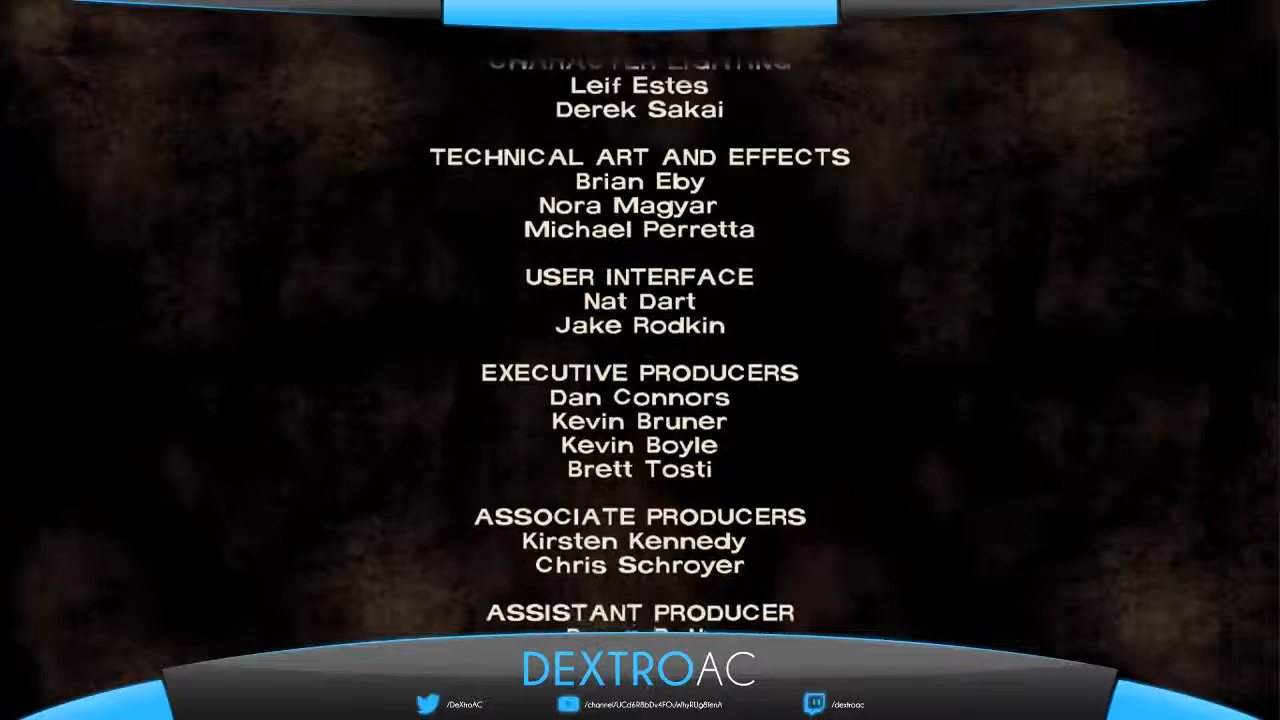 CHARACTER LIGHTING
Leif Estes
Derek Sakai
TECHNICAL ART AND EFFECTS
Brian Eby
Nora Magyar
Michael Perretta
USER INTERFACE
Nat Dart
Jake Rodkin
EXECUTIVE PRODUCERS
Dan Connors
Kevin Bruner
Kevin Boyle
Brett Tosti
ASSOCIATE PRODUCERS
Kirsten Kennedy
Chris Schroyer
ASSISTANT PRODUCER
DEXTROAC
/DeXtroAC
/dextroac